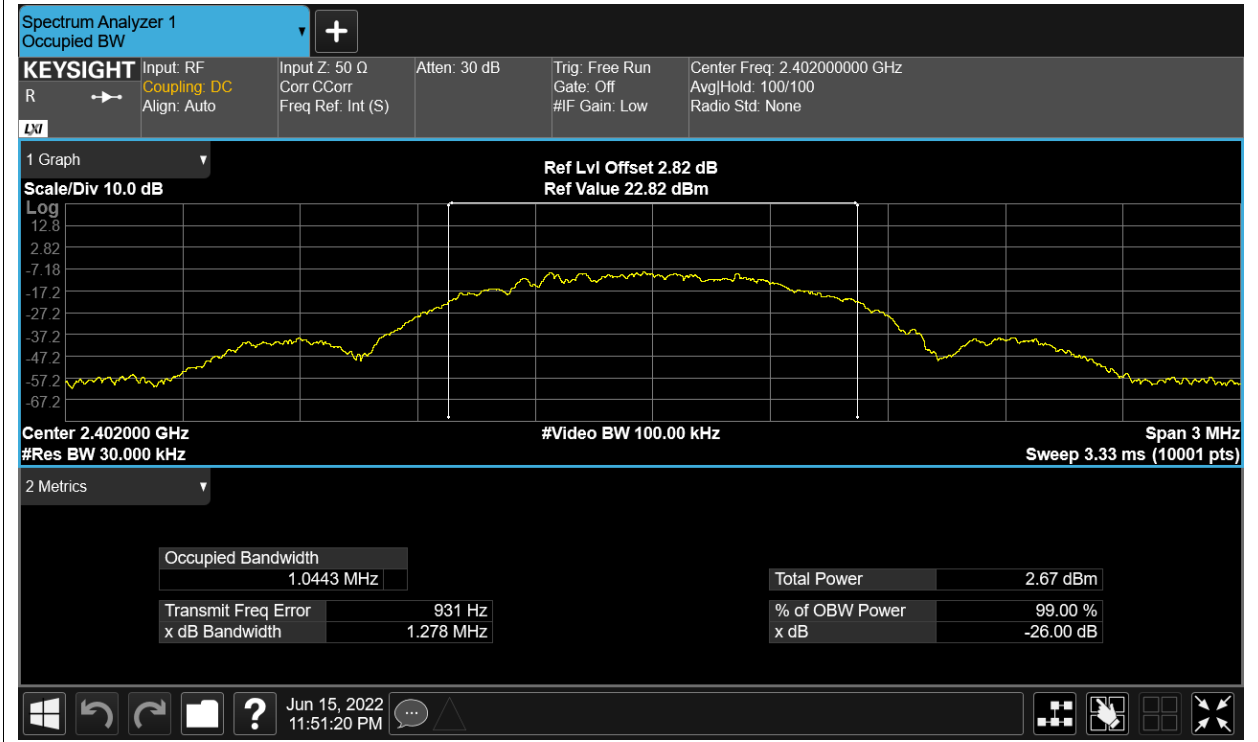 Spectrum Analyzer 1
Occupied BW
KEYSIGHT
R
LXI
Input: RF
Coupling: DC
Align: Auto
Input Z: 50 Ω
Corr CCorr
Freq Ref: Int (S)
Atten: 30 dB
Trig: Free Run
Gate: Off
#IF Gain: Low
Center Freq: 2.402000000 GHz
Avg|Hold: 100/100
Radio Std: None
1 Graph
Scale/Div 10.0 dB
Ref Lvl Offset 2.82 dB
Ref Value 22.82 dBm
Log
12.8
2.82
-7.18
-17.2
-27.2
-37.2
-47.2
-57.2
-67.2
Center 2.402000 GHz
#Video BW 100.00 kHz
Span 3 MHz
#Res BW 30.000 kHz
Sweep 3.33 ms (10001 pts)
2 Metrics
Occupied Bandwidth
1.0443 MHz
Total Power 2.67 dBm
Transmit Freq Error 931 Hz
% of OBW Power 99.00 %
x dB Bandwidth 1.278 MHz
x dB -26.00 dB
?
Jun 15, 2022
11:51:20 PM